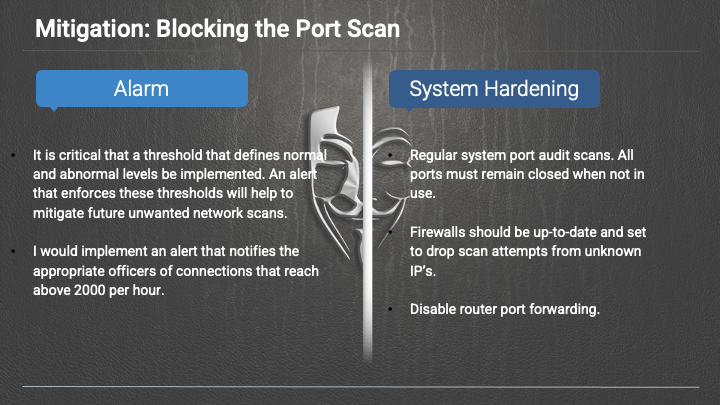 Mitigation: Blocking the Port Scan
Alarm
• It is critical that a threshold that defines normal
and abnormal levels be implemented. An alert
that enforces these thresholds will help to
mitigate future unwanted network scans.
• I would implement an alert that notifies the
appropriate officers of connections that reach
above 2000 per hour.
System Hardening
• Regular system port audit scans. All
ports must remain closed when not in
use.
• Firewalls should be up-to-date and set
to drop scan attempts from unknown
IP’s.
• Disable router port forwarding.